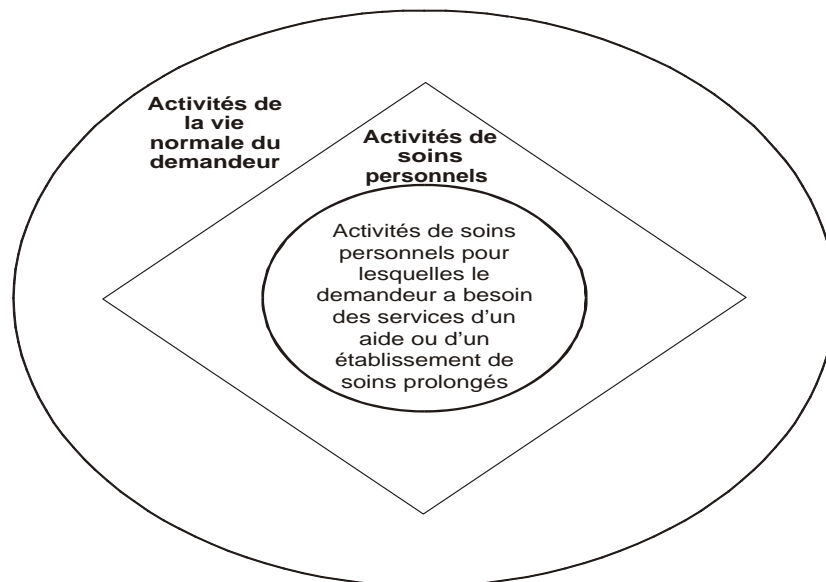 Activités de
la vie
normale du
demandeur
Activités de
soins
personnels
Activités de soins
personnels pour
lesquelles le
demandeur a besoin
des services d'un
aide ou d'un
établissement de
soins prolongés